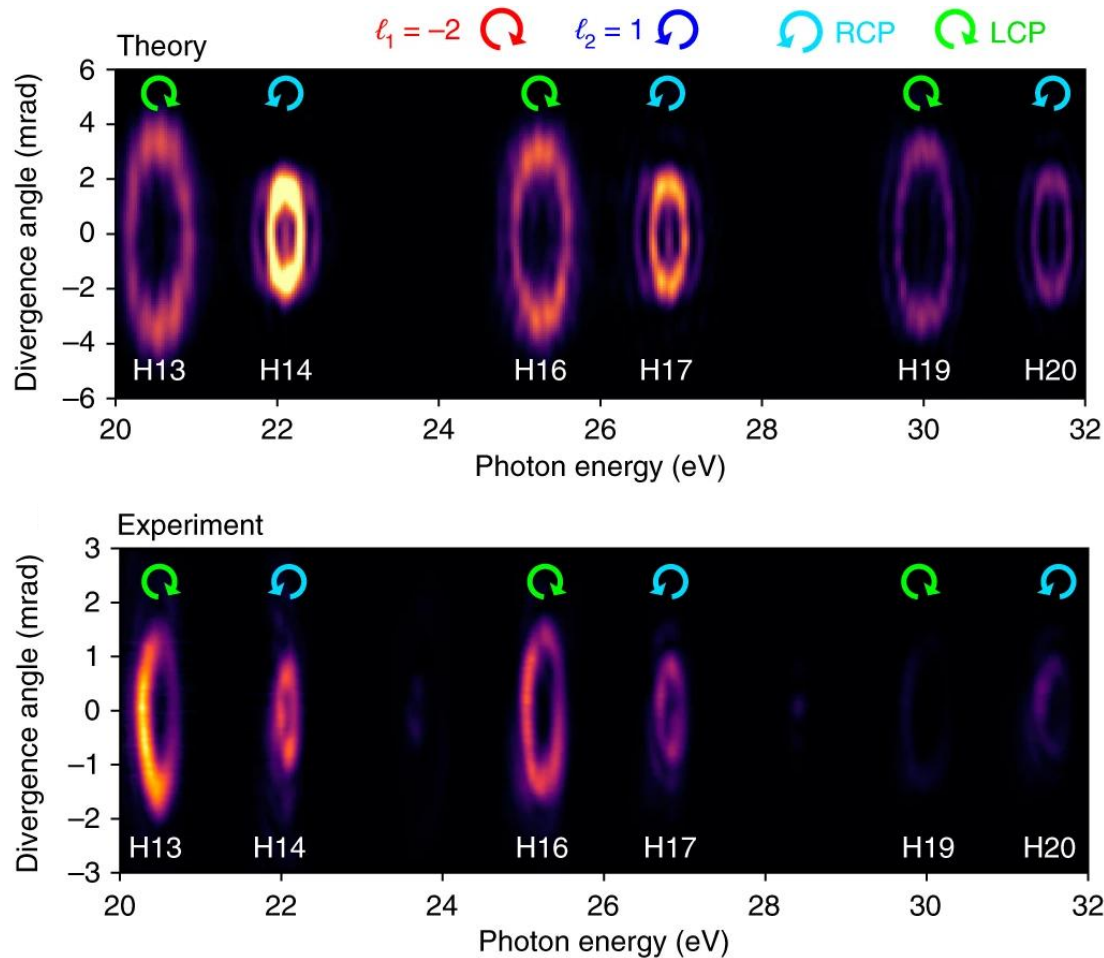 ℓ₁ = –2 ℓ₂ = 1 RCP LCP
Theory
Divergence angle (mrad)
6
4
2
0
–2
–4
–6
H13 H14 H16 H17 H19 H20
20 22 24 26 28 30 32
Photon energy (eV)
Experiment
Divergence angle (mrad)
3
2
1
0
–1
–2
–3
H13 H14 H16 H17 H19 H20
20 22 24 26 28 30 32
Photon energy (eV)